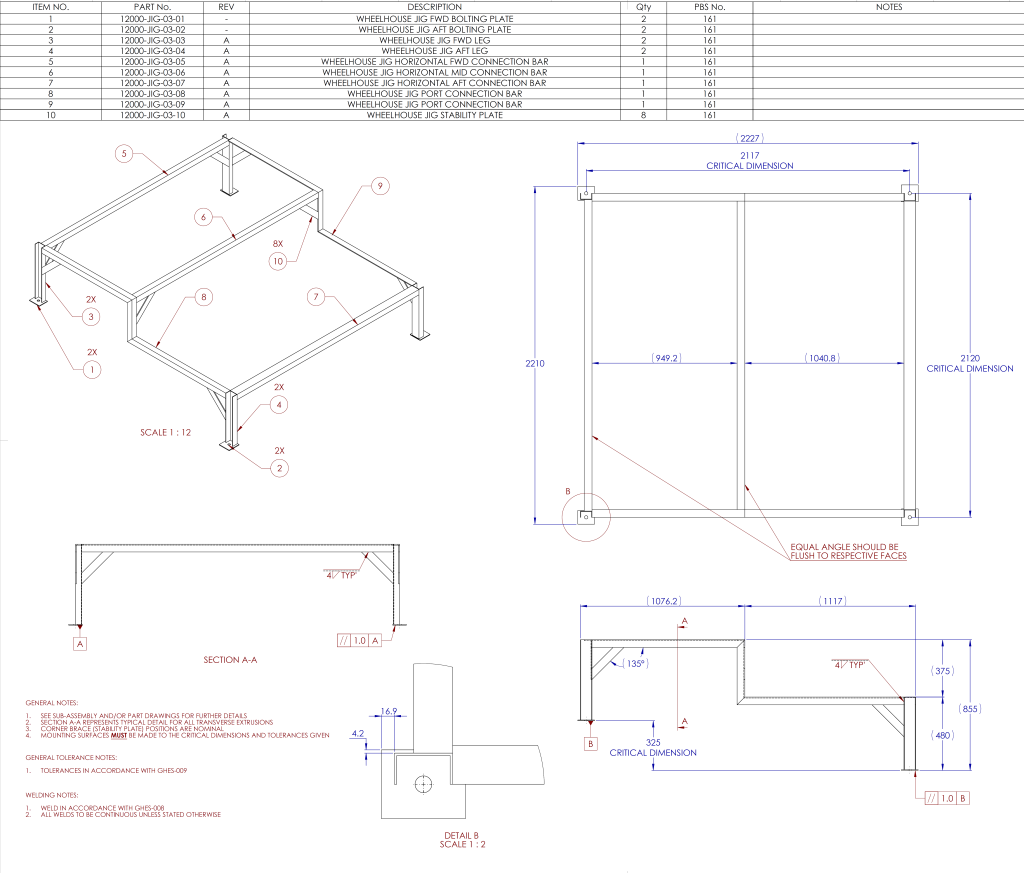 ITEM NO. PART No. REV DESCRIPTION Qty PBS No. NOTES
1 12000-JIG-03-01 - WHEELHOUSE JIG FWD BOLTING PLATE 2 161
2 12000-JIG-03-02 - WHEELHOUSE JIG AFT BOLTING PLATE 2 161
3 12000-JIG-03-03 A WHEELHOUSE JIG FWD LEG 2 161
4 12000-JIG-03-04 A WHEELHOUSE JIG AFT LEG 2 161
5 12000-JIG-03-05 A WHEELHOUSE JIG HORIZONTAL FWD CONNECTION BAR 1 161
6 12000-JIG-03-06 A WHEELHOUSE JIG HORIZONTAL MID CONNECTION BAR 1 161
7 12000-JIG-03-07 A WHEELHOUSE JIG HORIZONTAL AFT CONNECTION BAR 1 161
8 12000-JIG-03-08 A WHEELHOUSE JIG PORT CONNECTION BAR 1 161
9 12000-JIG-03-09 A WHEELHOUSE JIG PORT CONNECTION BAR 1 161
10 12000-JIG-03-10 A WHEELHOUSE JIG STABILITY PLATE 8 161
5
9
6
8X
10
8
7
2X
3
2X
1
2X
4
2X
2
SCALE 1 : 12
(2227)
2117
CRITICAL DIMENSION
2210
(949.2)
(1040.8)
2120
CRITICAL DIMENSION
B
EQUAL ANGLE SHOULD BE
FLUSH TO RESPECTIVE FACES
4 TYP'
A
// 1.0 A
SECTION A-A
(1076.2)
(1117)
A
(135°)
4 TYP'
(375)
(855)
(480)
A
B
325
CRITICAL DIMENSION
// 1.0 B
GENERAL NOTES:
1. SEE SUB-ASSEMBLY AND/OR PART DRAWINGS FOR FURTHER DETAILS
2. SECTION A-A REPRESENTS TYPICAL DETAIL FOR ALL TRANSVERSE EXTRUSIONS
3. CORNER BRACE (STABILITY PLATE) POSITIONS ARE NOMINAL
4. MOUNTING SURFACES MUST BE MADE TO THE CRITICAL DIMENSIONS AND TOLERANCES GIVEN
GENERAL TOLERANCE NOTES:
1. TOLERANCES IN ACCORDANCE WITH GHES-009
WELDING NOTES:
1. WELD IN ACCORDANCE WITH GHES-008
2. ALL WELDS TO BE CONTINUOUS UNLESS STATED OTHERWISE
16.9
4.2
DETAIL B
SCALE 1 : 2